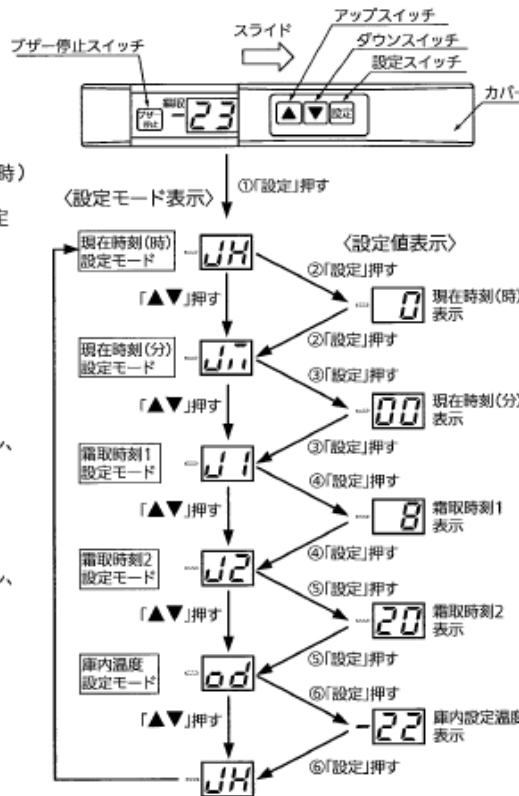 アップスイッチ
スライド
ダウンスイッチ
ブザー停止スイッチ
設定スイッチ
カバー
ブザー
停止
霜取
-23
▲ ▼ 設定
時)
〈設定モード表示〉
①「設定」押す
定
現在時刻(時)
設定モード
JH
〈設定値表示〉
②「設定」押す
「▲▼」押す
0
現在時刻(時)
表示
②「設定」押す
現在時刻(分)
設定モード
③「設定」押す
「▲▼」押す
00
現在時刻(分)
表示
③「設定」押す
ン、
霜取時刻1
設定モード
J1
④「設定」押す
「▲▼」押す
8
霜取時刻1
表示
④「設定」押す
霜取時刻2
設定モード
J2
ン、
⑤「設定」押す
「▲▼」押す
20
霜取時刻2
表示
⑤「設定」押す
庫内温度
設定モード
od
⑥「設定」押す
「▲▼」押す
-22
庫内設定温度
表示
⑥「設定」押す
JH